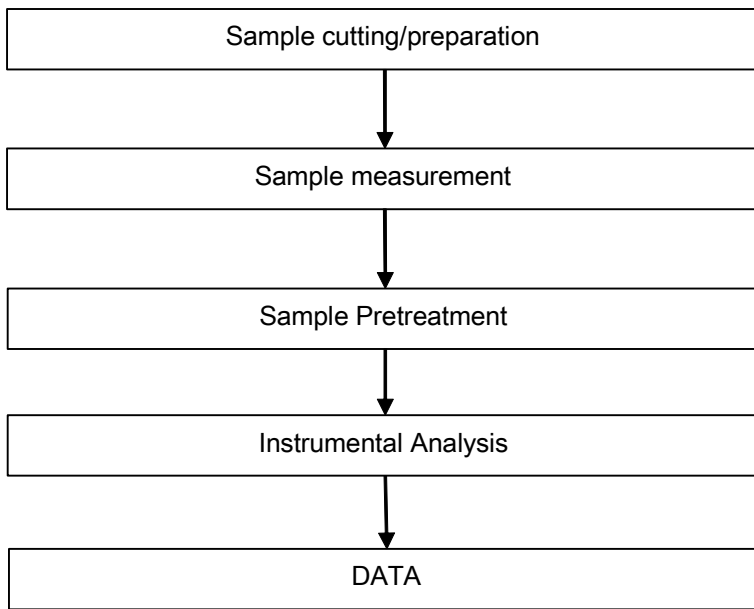 Sample cutting/preparation
Sample measurement
Sample Pretreatment
Instrumental Analysis
DATA